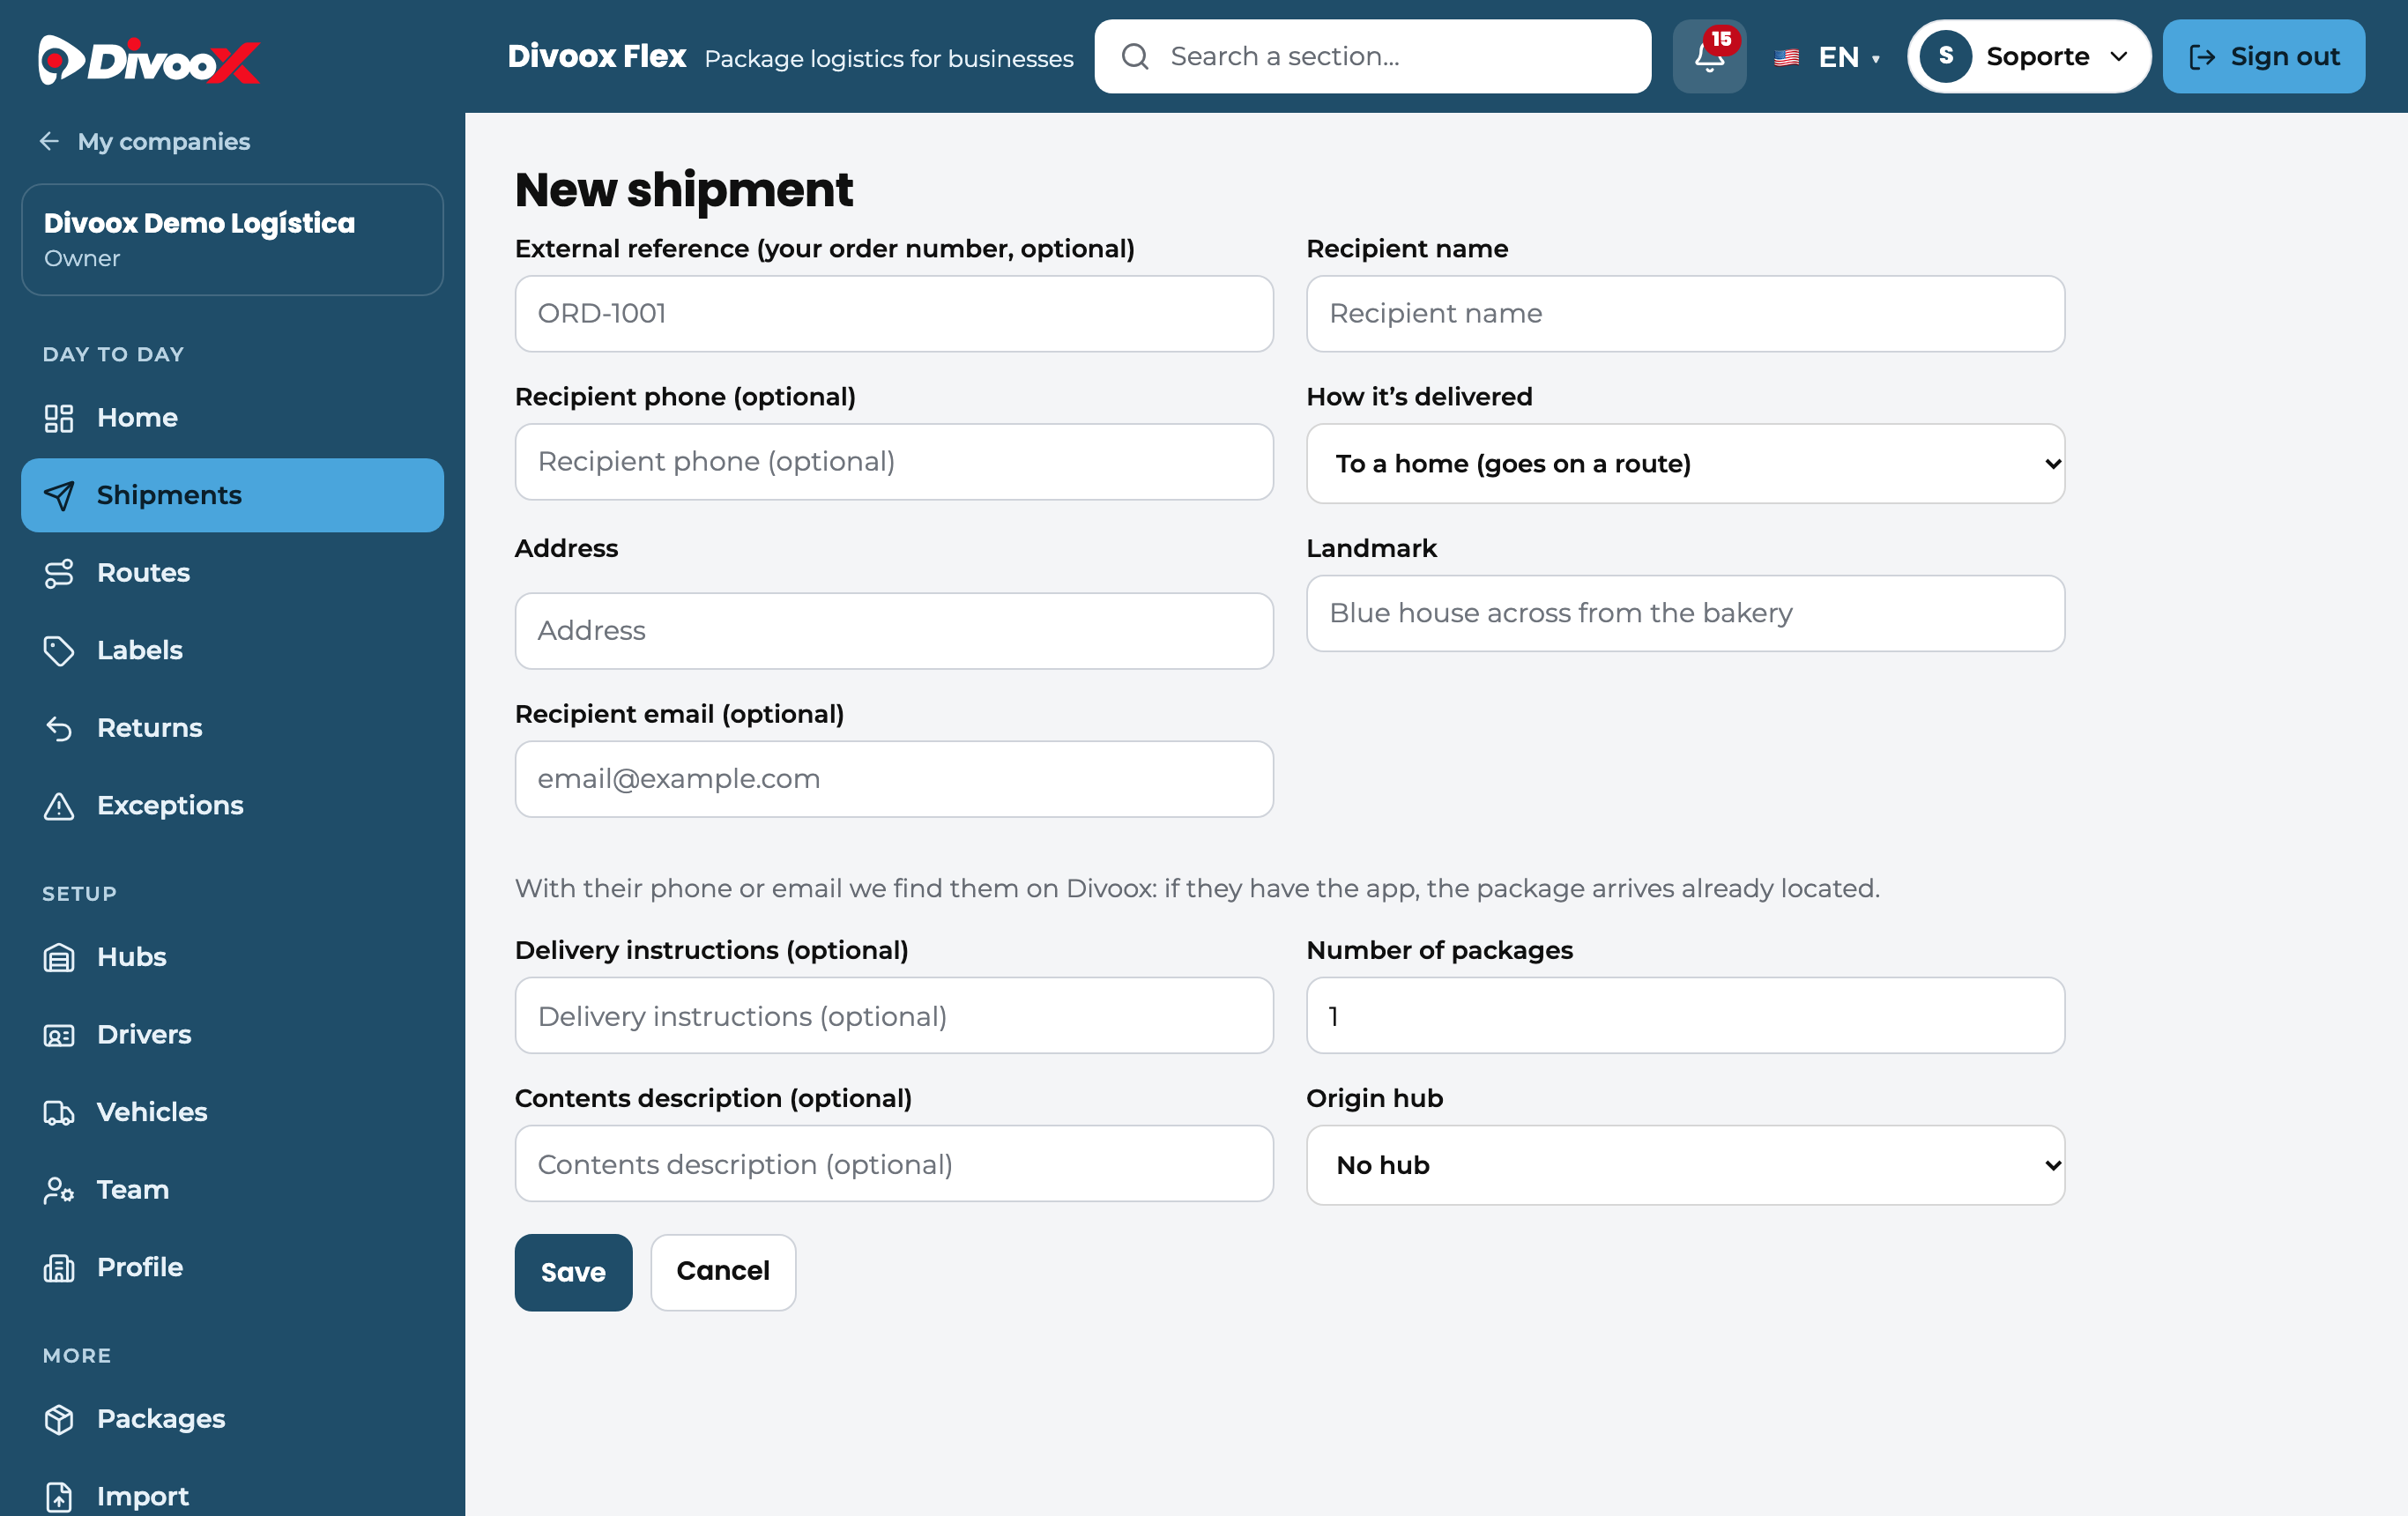 DivooX
Divoox Flex Package logistics for businesses
Search a section...
15
EN
S Soporte
Sign out
My companies
Divoox Demo Logística
Owner
DAY TO DAY
Home
Shipments
Routes
Labels
Returns
Exceptions
SETUP
Hubs
Drivers
Vehicles
Team
Profile
MORE
Packages
Import
New shipment
External reference (your order number, optional)
ORD-1001
Recipient name
Recipient name
Recipient phone (optional)
Recipient phone (optional)
How it’s delivered
To a home (goes on a route)
Address
Address
Landmark
Blue house across from the bakery
Recipient email (optional)
email@example.com
With their phone or email we find them on Divoox: if they have the app, the package arrives already located.
Delivery instructions (optional)
Delivery instructions (optional)
Number of packages
1
Contents description (optional)
Contents description (optional)
Origin hub
No hub
Save
Cancel